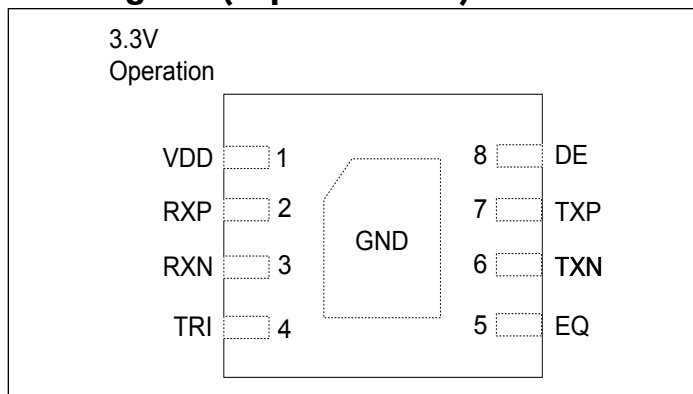 3.3V
Operation
VDD 1 8 DE
RXP 2 7 TXP
GND
RXN 3 6 TXN
TRI 4 5 EQ